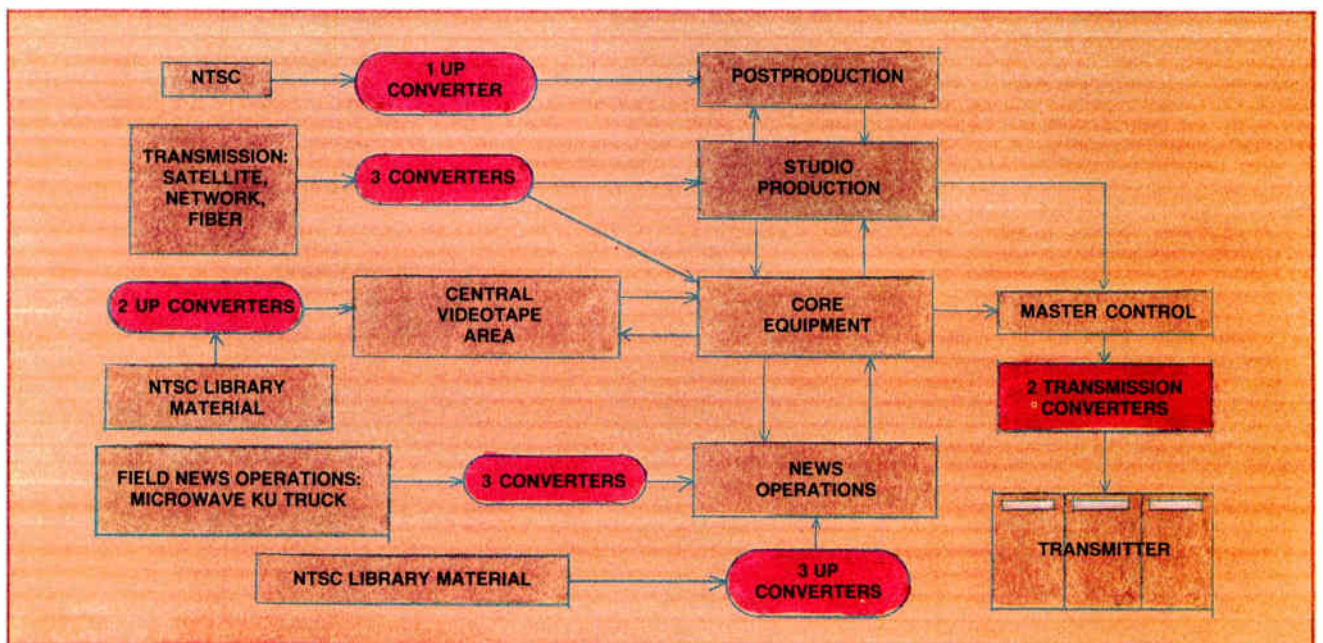 NTSC
1 UP
CONVERTER
POSTPRODUCTION
TRANSMISSION:
SATELLITE,
NETWORK,
FIBER
3 CONVERTERS
STUDIO
PRODUCTION
2 UP CONVERTERS
CENTRAL
VIDEOTAPE
AREA
CORE
EQUIPMENT
MASTER CONTROL
NTSC LIBRARY
MATERIAL
2 TRANSMISSION
CONVERTERS
FIELD NEWS OPERATIONS:
MICROWAVE KU TRUCK
3 CONVERTERS
NEWS
OPERATIONS
TRANSMITTER
NTSC LIBRARY MATERIAL
3 UP
CONVERTERS